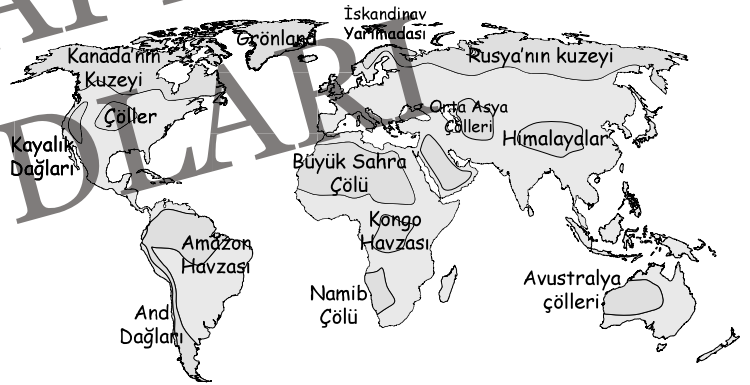 İskandinav
Yarımadası
Grönland
Kanada'nın
Kuzeyi
Rusya'nın kuzeyi
Çöller
Orta Asya
Çölleri
Himalayalar
Kayalık
Dağları
Büyük Sahra
Çölü
Kongo
Havzası
Amazon
Havzası
Namib
Çölü
Avustralya
çölleri
And
Dağları
DLARI